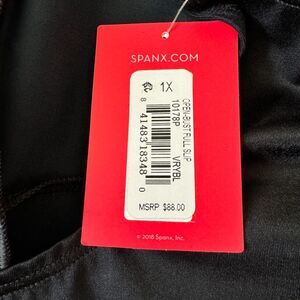 SPANX.COM
1X
OPEN-BUST FULL SLIP
10178P VRYBL
8 41483 18348 0
MSRP $88.00
© 2016 Spanx, Inc.